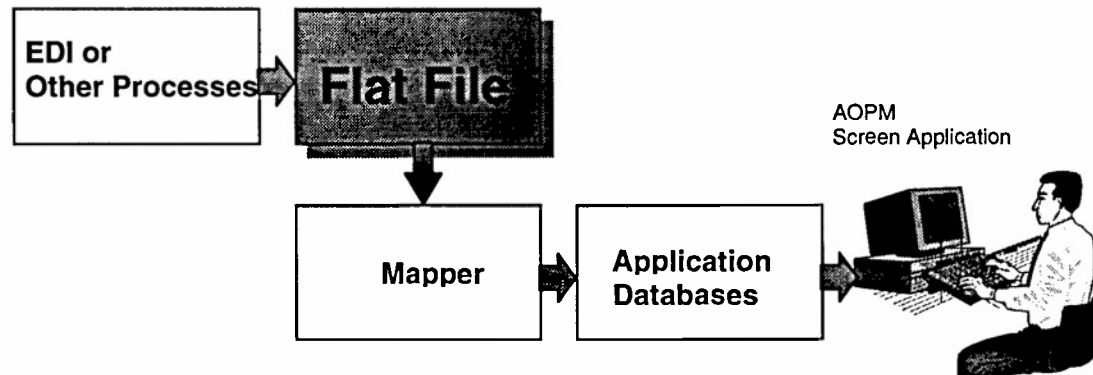 EDI or
Other Processes
Flat File
AOPM
Screen Application
Mapper
Application
Databases